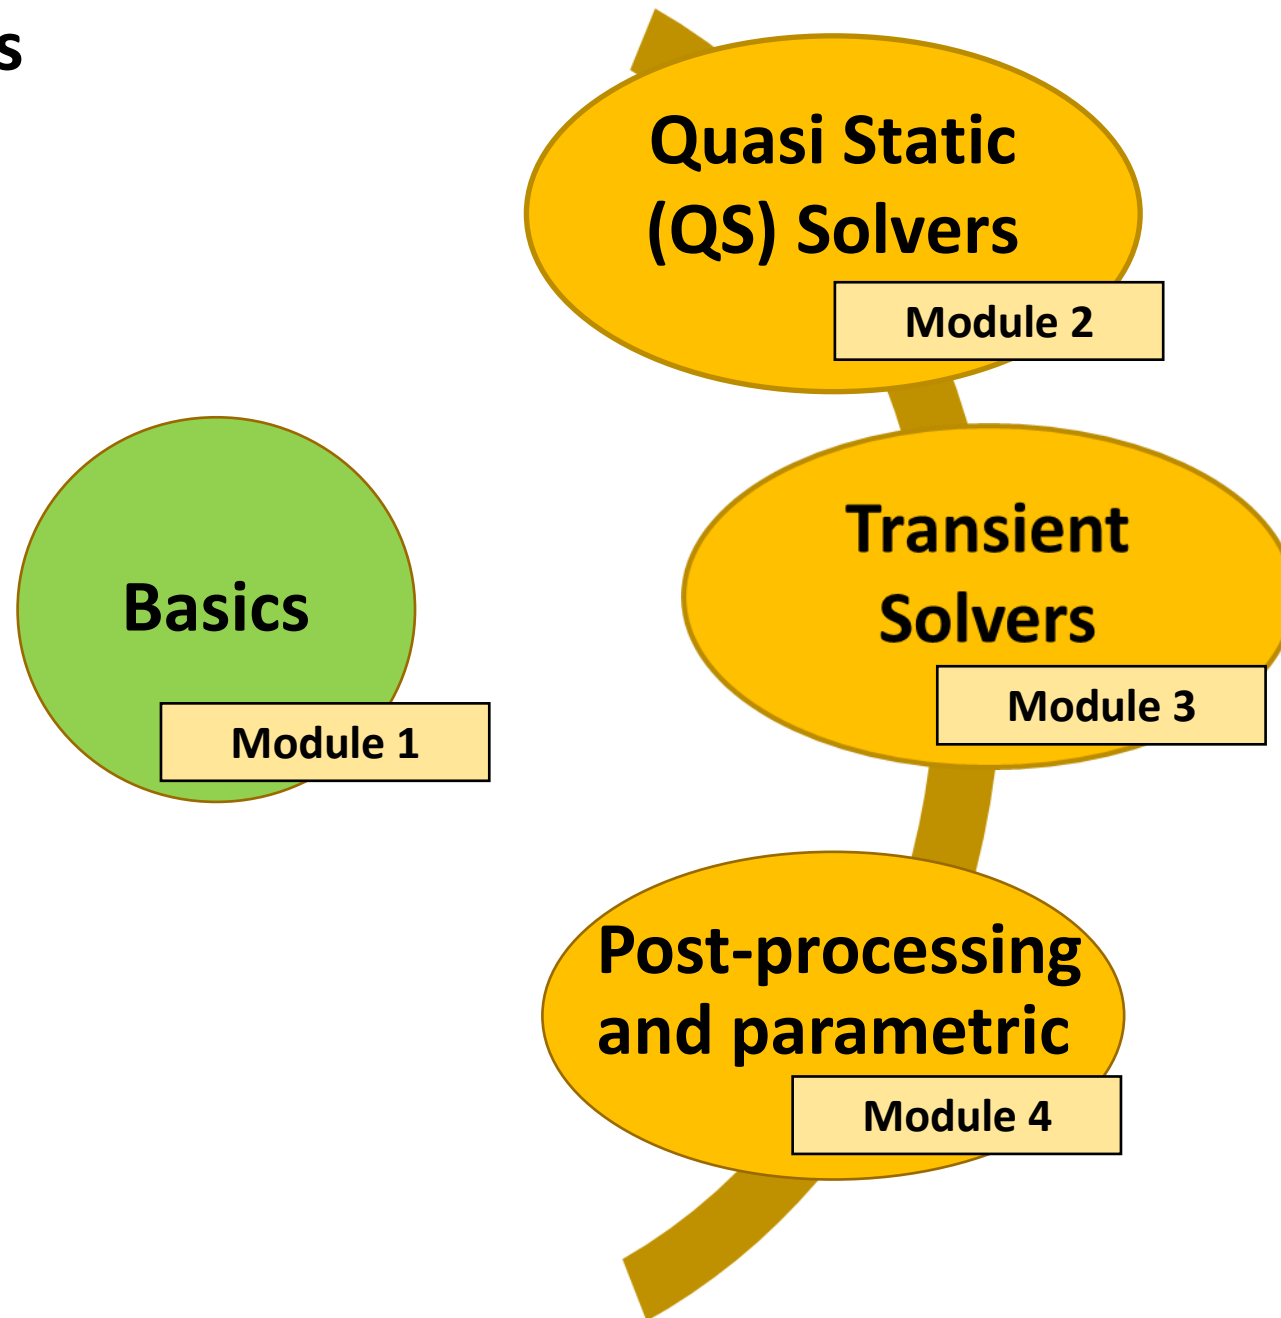 s
Quasi Static
(QS) Solvers
Module 2
Basics
Module 1
Transient
Solvers
Module 3
Post-processing
and parametric
Module 4